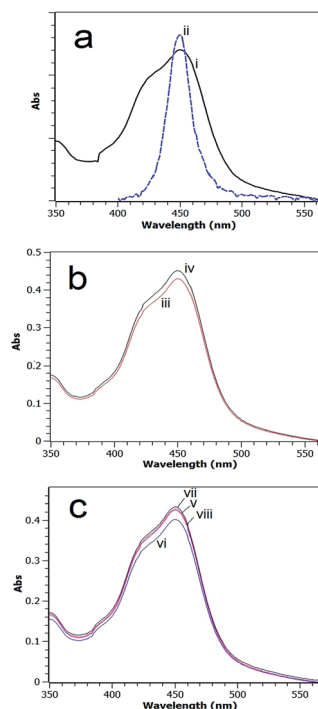 a
ii
i
Abs
350 400 450 500 550
Wavelength (nm)
b
0.5
0.4
0.3
0.2
0.1
0
iv
iii
Abs
350 400 450 500 550
Wavelength (nm)
c
0.4
0.3
0.2
0.1
0
vii
v
viii
vi
Abs
350 400 450 500 550
Wavelength (nm)